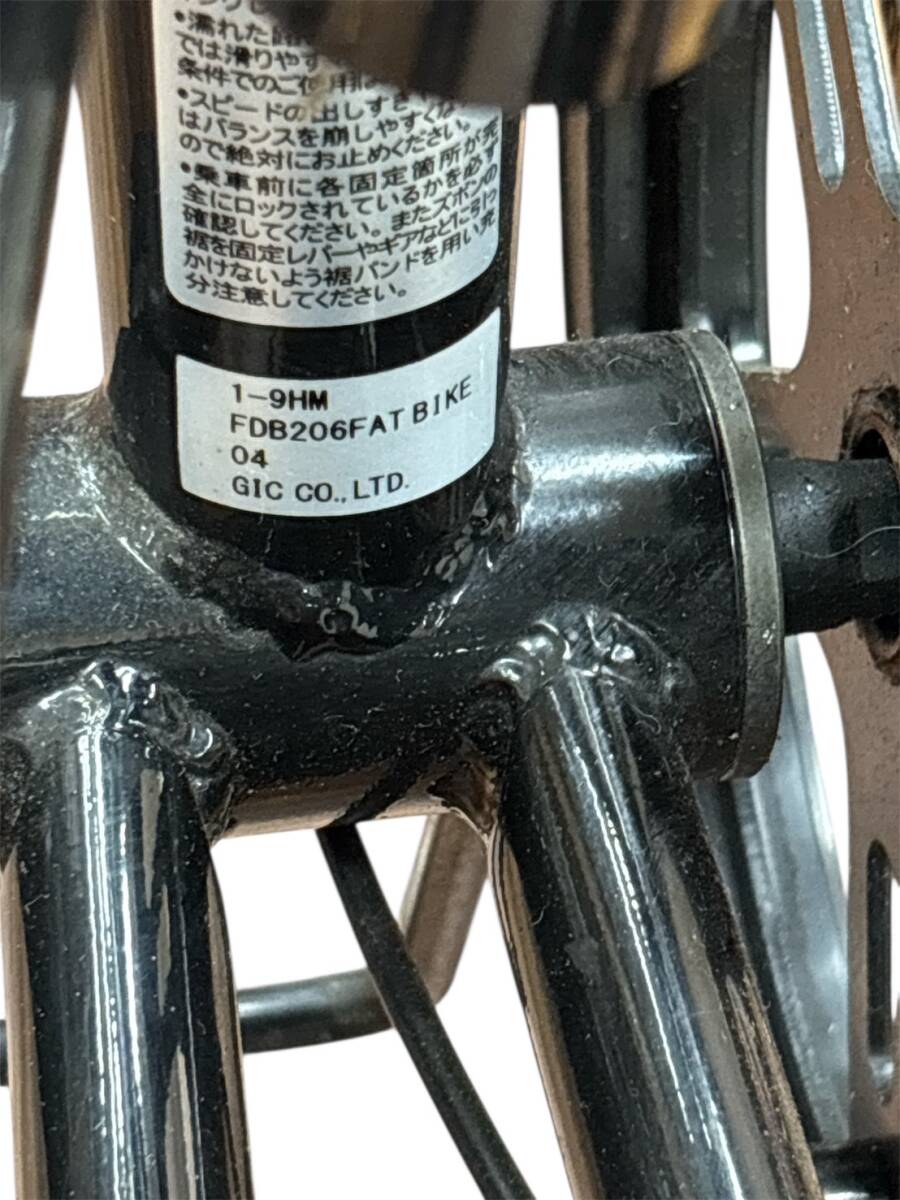 ・濡れた
では滑りやす
条件でのご使用
・スピードの出しすぎ
はバランスを崩しやすく
ので絶対にお止めください。
・乗車前に各固定箇所が完
全にロックされているかを必ず
確認してください。またズボンの
裾を固定レバーやギアなどに引っ
かけないよう裾バンドを用い充
分注意してください。
1-9HM
FDB206FAT BIKE
04
GIC CO.,LTD.